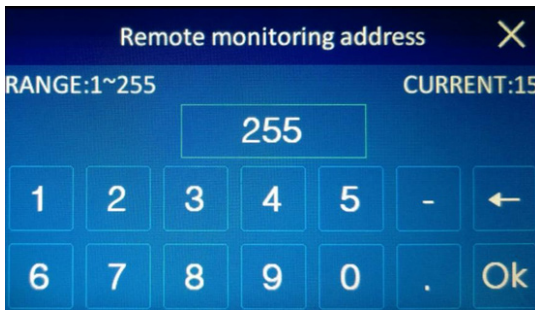 Remote monitoring address ×
RANGE:1~255 CURRENT:15
255
1 2 3 4 5 - ←
6 7 8 9 0 . Ok